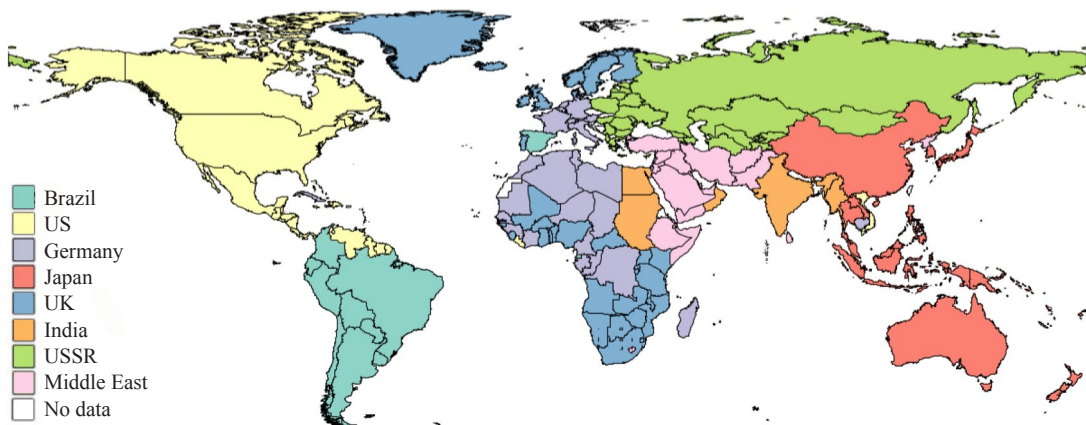 Brazil
US
Germany
Japan
UK
India
USSR
Middle East
No data